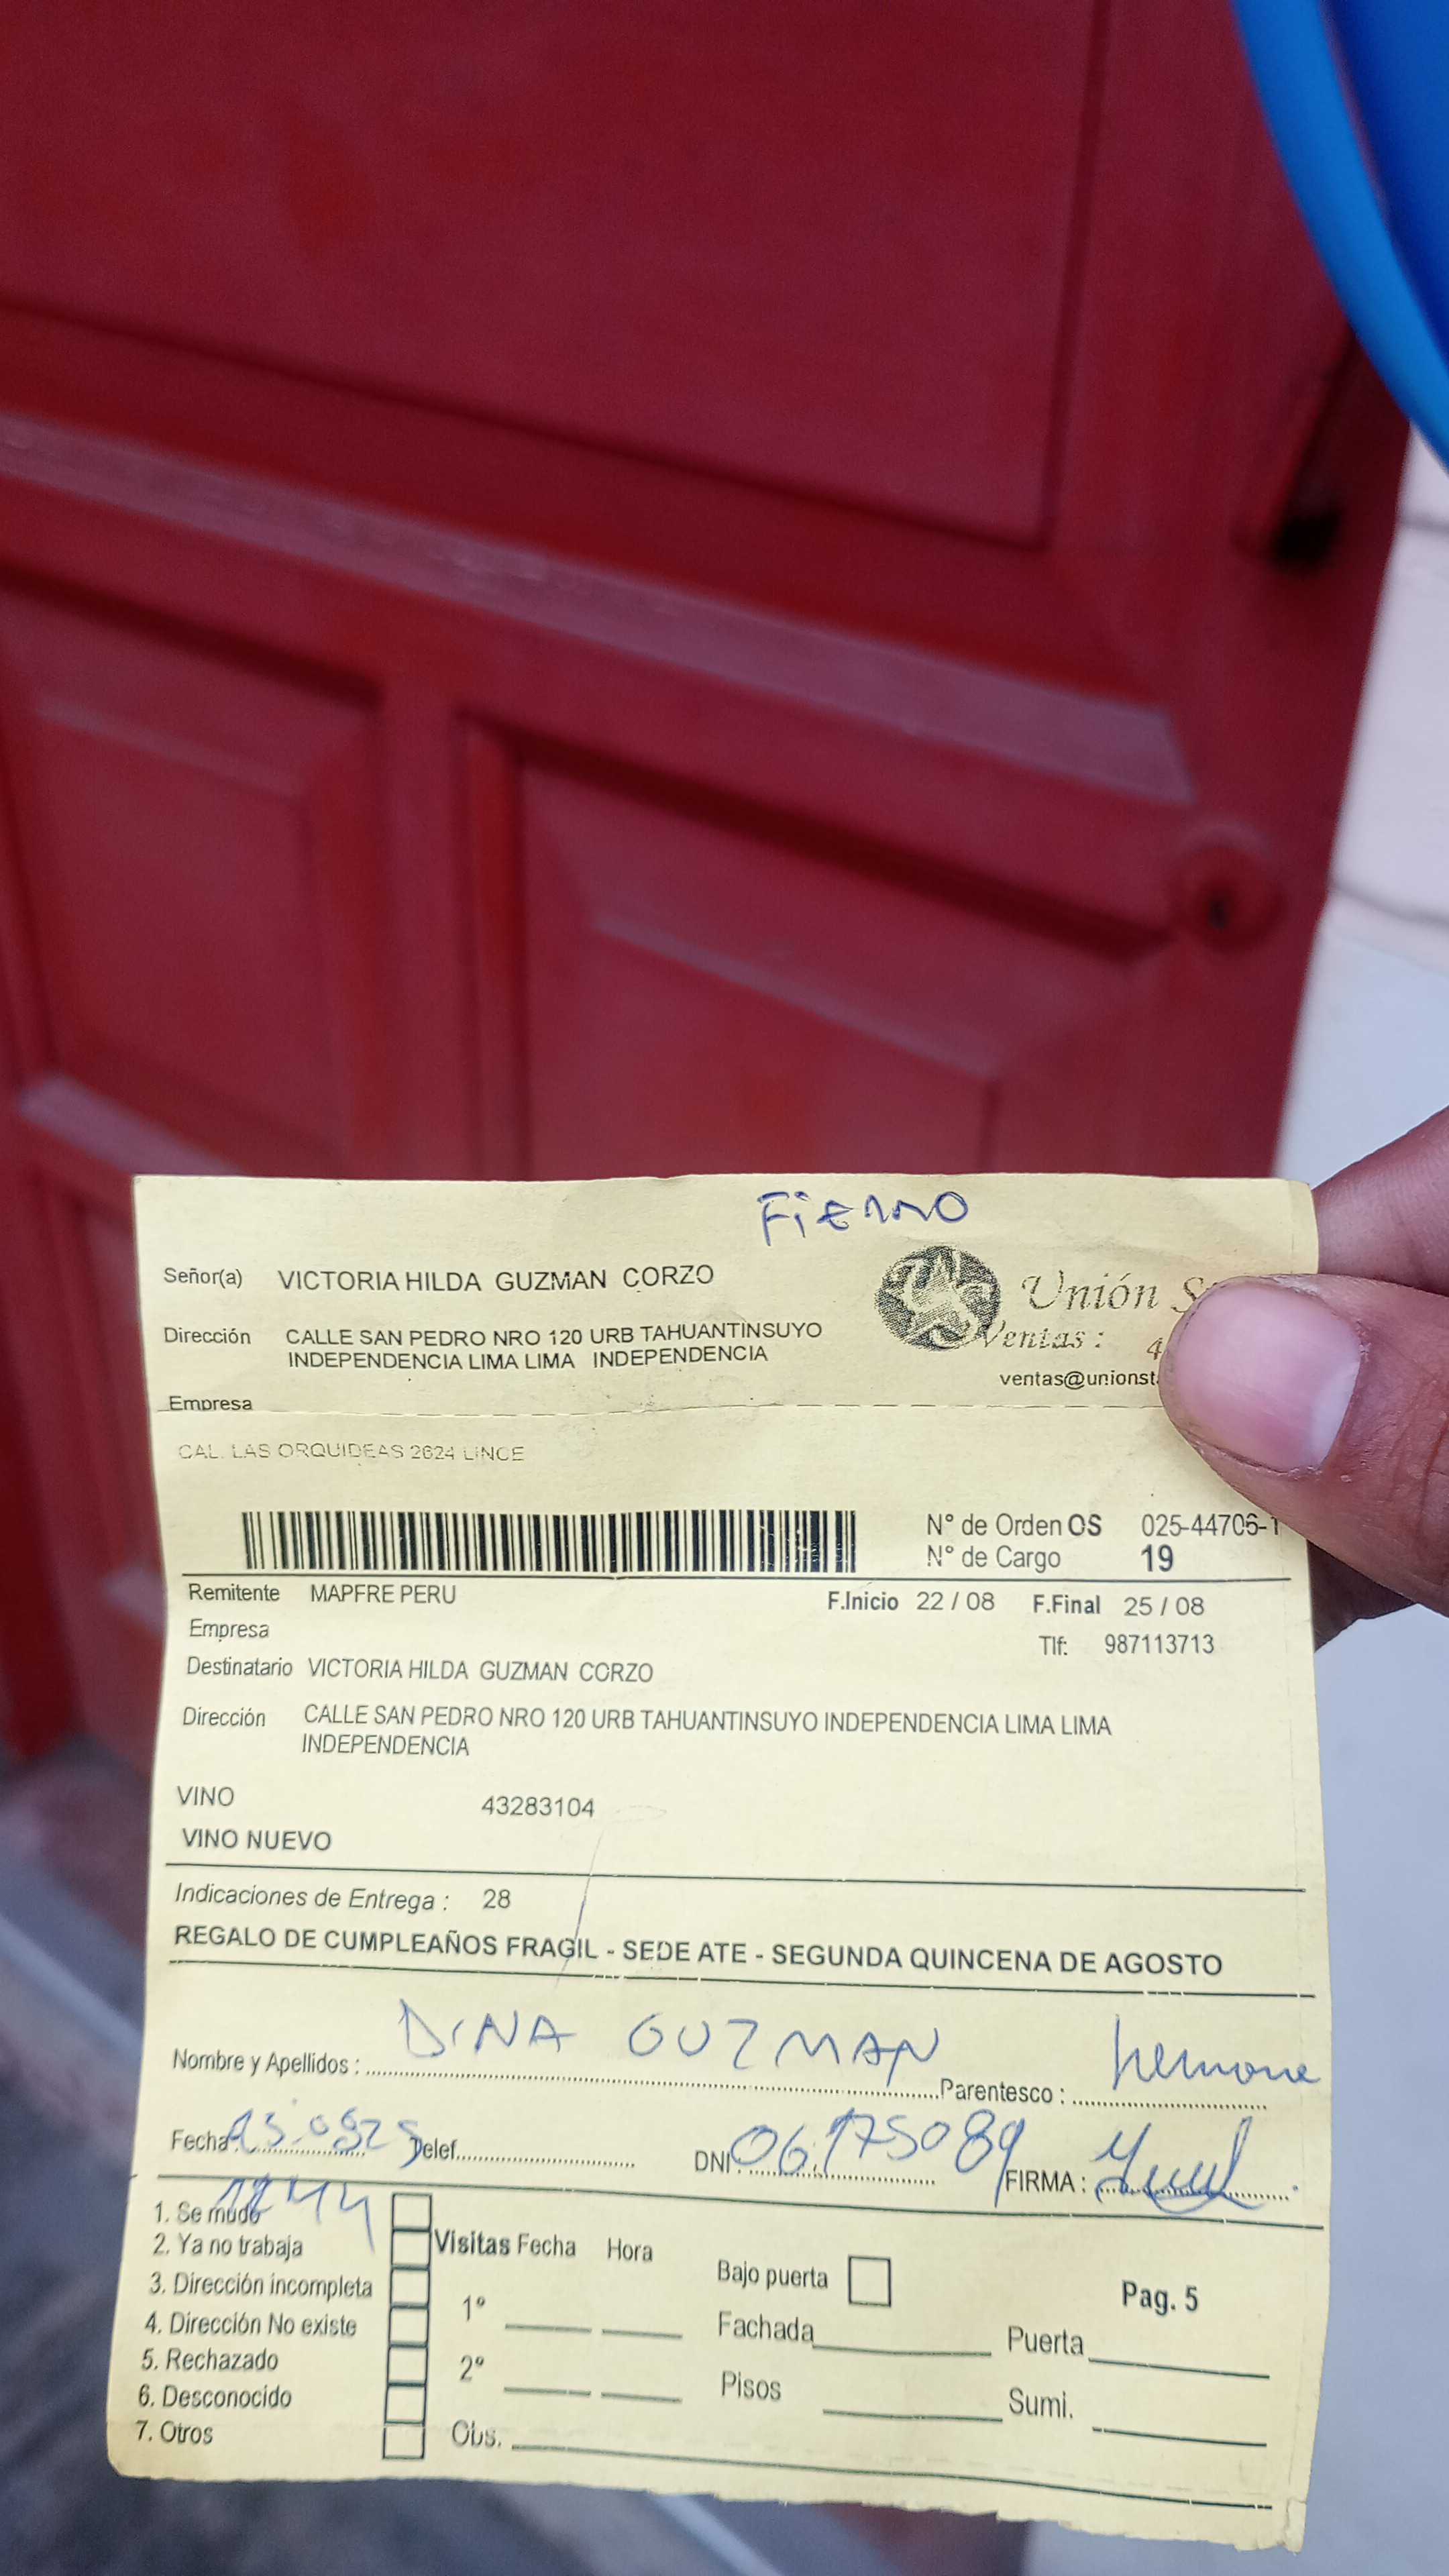 Fierro
Señor(a) VICTORIA HILDA GUZMAN CORZO
Unión S
Dirección CALLE SAN PEDRO NRO 120 URB TAHUANTINSUYO
INDEPENDENCIA LIMA LIMA INDEPENDENCIA
Ventas : 4
ventas@unionst
Empresa
CAL. LAS ORQUIDEAS 2624 LINCE
N° de Orden OS 025-44706-1
N° de Cargo 19
Remitente MAPFRE PERU F.Inicio 22 / 08 F.Final 25 / 08
Empresa
Tlf: 987113713
Destinatario VICTORIA HILDA GUZMAN CORZO
Dirección CALLE SAN PEDRO NRO 120 URB TAHUANTINSUYO INDEPENDENCIA LIMA LIMA
INDEPENDENCIA
VINO 43283104
VINO NUEVO
Indicaciones de Entrega : 28
REGALO DE CUMPLEAÑOS FRAGIL - SEDE ATE - SEGUNDA QUINCENA DE AGOSTO
Nombre y Apellidos : DINA GUZMAN Parentesco : hermana
Fecha Telef. DNI: 06175089 FIRMA :
1. Se mudó
2. Ya no trabaja Visitas Fecha Hora
3. Dirección incompleta 1° Bajo puerta Pag. 5
4. Dirección No existe Fachada Puerta
5. Rechazado 2°
6. Desconocido Pisos Sumi.
7. Otros Obs.